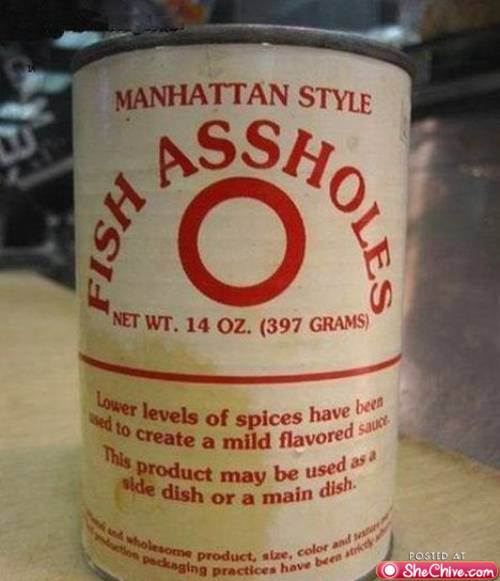 MANHATTAN STYLE
FISH ASSHOLES
NET WT. 14 OZ. (397 GRAMS)
Lower levels of spices have been
used to create a mild flavored sauce.
This product may be used as a
side dish or a main dish.
and wholesome product, size, color and texture
production packaging practices have been strictly
POSTED AT
SheChive.com